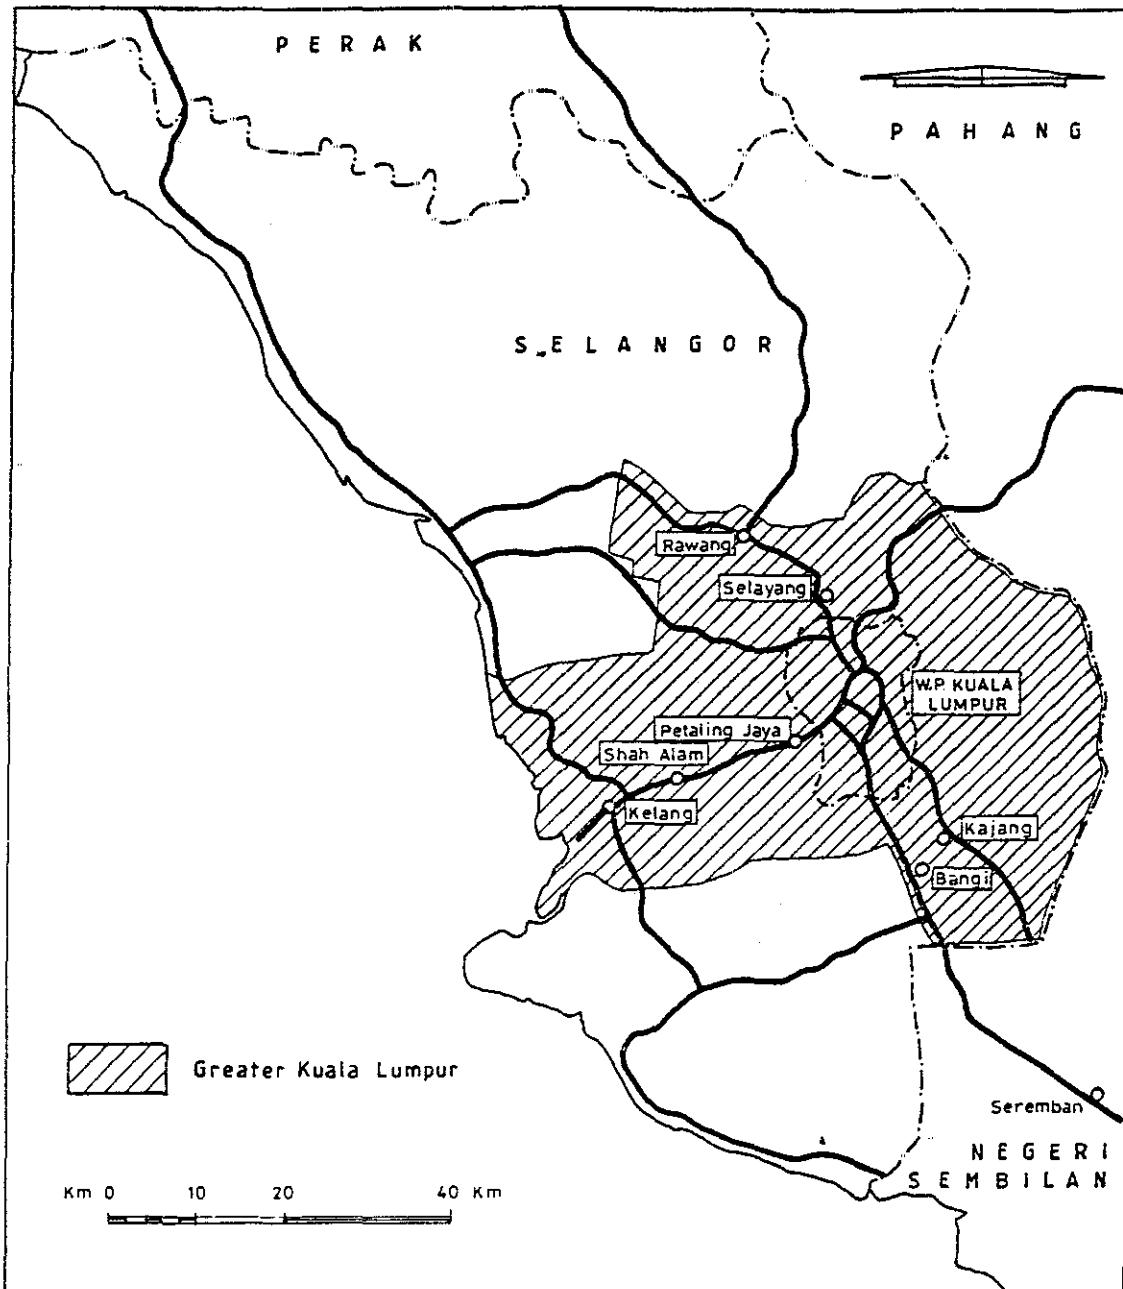 PERAK
PAHANG
SELANGOR
Rawang
Selayang
W.P. KUALA
LUMPUR
Petaling Jaya
Shah Alam
Kelang
Kajang
Bangi
Greater Kuala Lumpur
Seremban
NEGERI
SEMBILAN
Km 0 10 20 40 Km